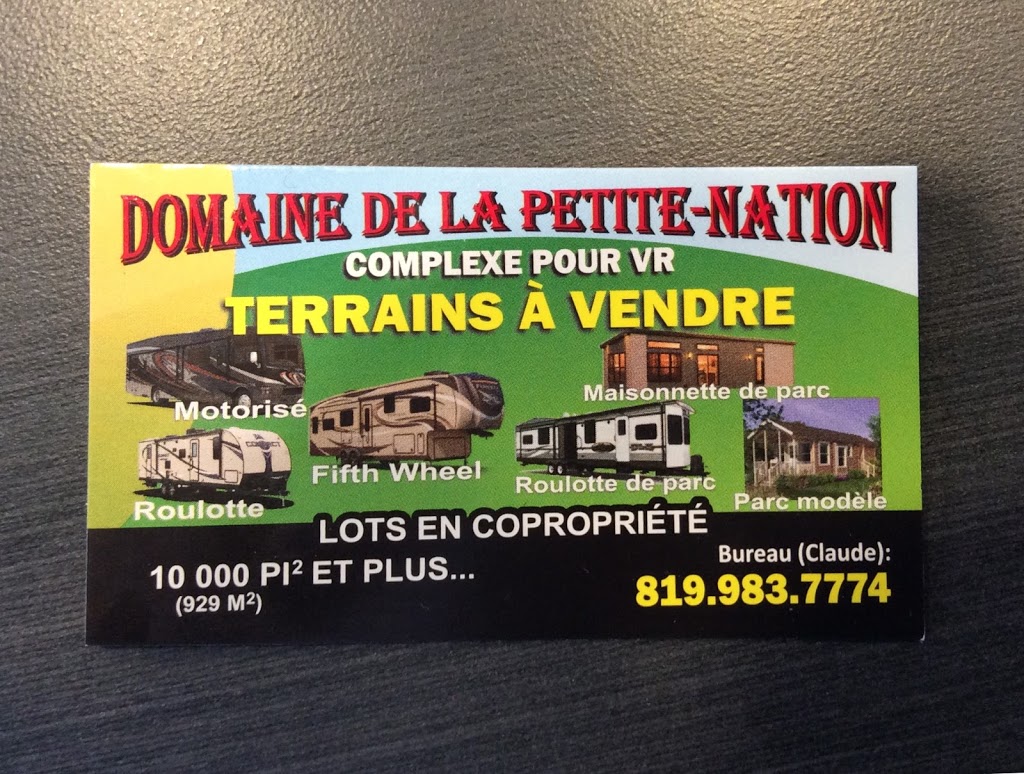 DOMAINE DE LA PETITE-NATION
COMPLEXE POUR VR
TERRAINS À VENDRE
Motorisé
Maisonnette de parc
Fifth Wheel
Roulotte de parc
Parc modèle
Roulotte
LOTS EN COPROPRIÉTÉ
10 000 PI² ET PLUS...
(929 M²)
Bureau (Claude):
819.983.7774